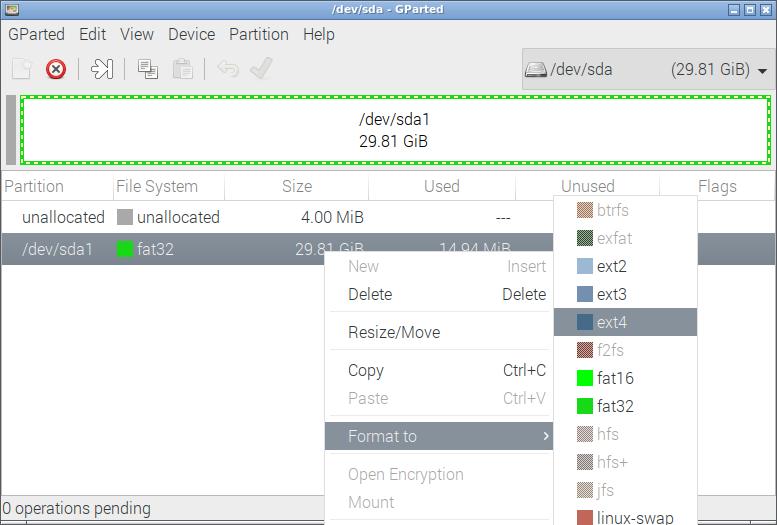 /dev/sda - GParted
GParted Edit View Device Partition Help
/dev/sda (29.81 GiB)
/dev/sda1
29.81 GiB
Partition File System Size Used Unused Flags
unallocated unallocated 4.00 MiB ---
/dev/sda1 fat32 29.81 GiB 14.94 MiB
New Insert
Delete Delete
Resize/Move
Copy Ctrl+C
Paste Ctrl+V
Format to
Open Encryption
Mount
btrfs
exfat
ext2
ext3
ext4
f2fs
fat16
fat32
hfs
hfs+
jfs
linux-swap
0 operations pending